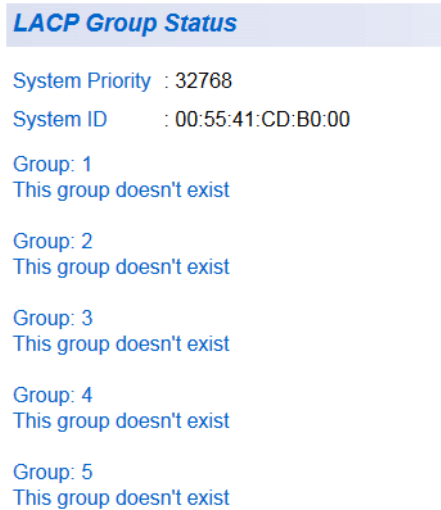 LACP Group Status
System Priority : 32768
System ID : 00:55:41:CD:B0:00
Group: 1
This group doesn't exist
Group: 2
This group doesn't exist
Group: 3
This group doesn't exist
Group: 4
This group doesn't exist
Group: 5
This group doesn't exist